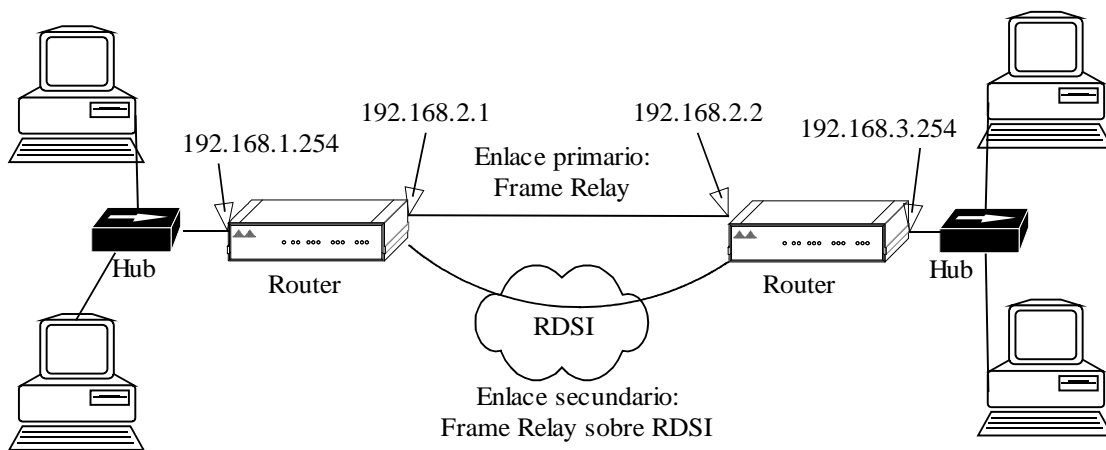 192.168.2.1
192.168.2.2
192.168.1.254
192.168.3.254
Enlace primario:
Frame Relay
Hub
Router
Router
Hub
RDSI
Enlace secundario:
Frame Relay sobre RDSI